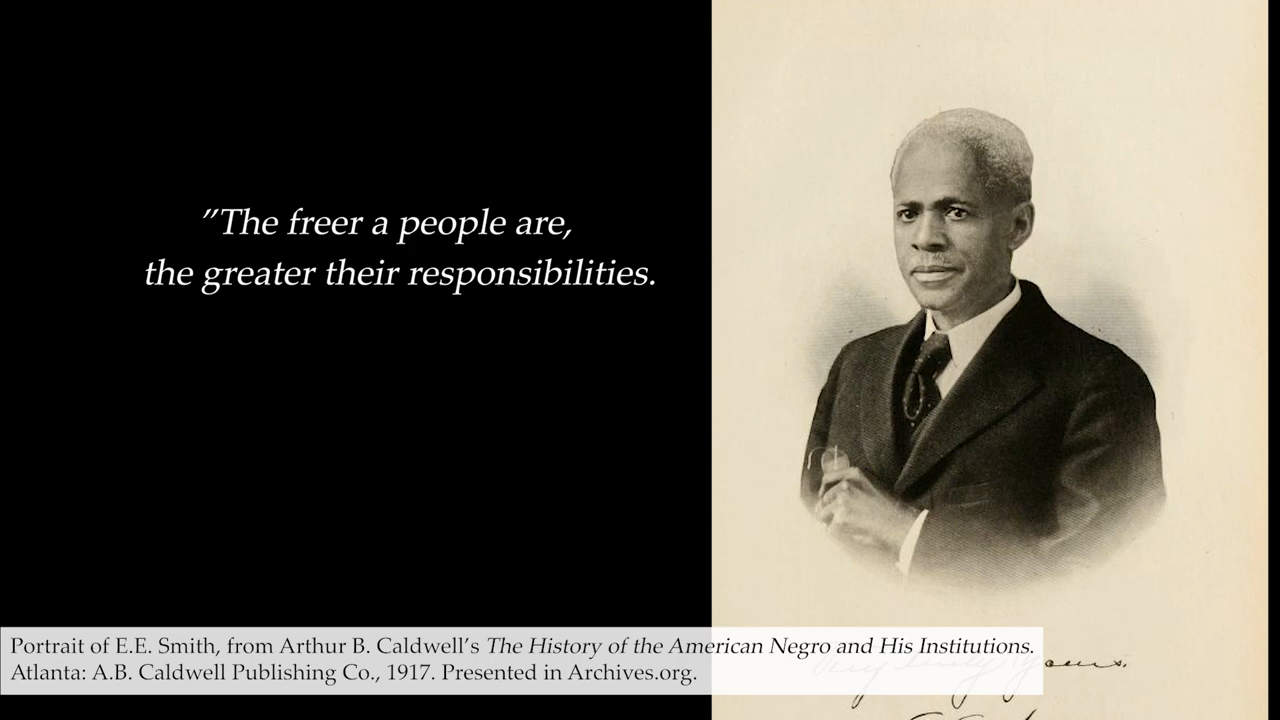 "The freer a people are,
the greater their responsibilities.
Portrait of E.E. Smith, from Arthur B. Caldwell’s The History of the American Negro and His Institutions.
Atlanta: A.B. Caldwell Publishing Co., 1917. Presented in Archives.org.